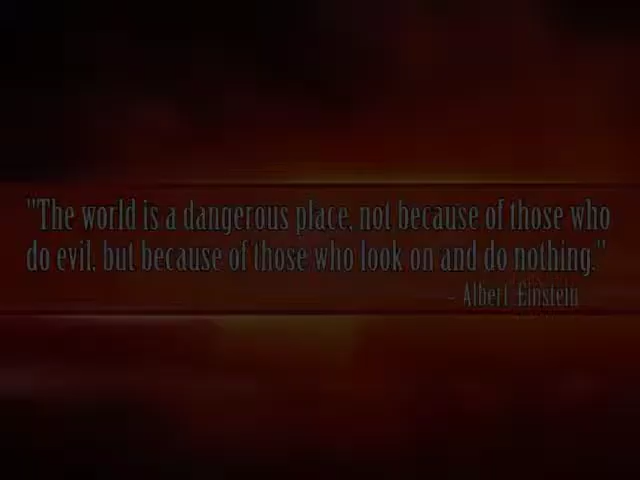 "The world is a dangerous place, not because of those who
do evil, but because of those who look on and do nothing."
- Albert Einstein